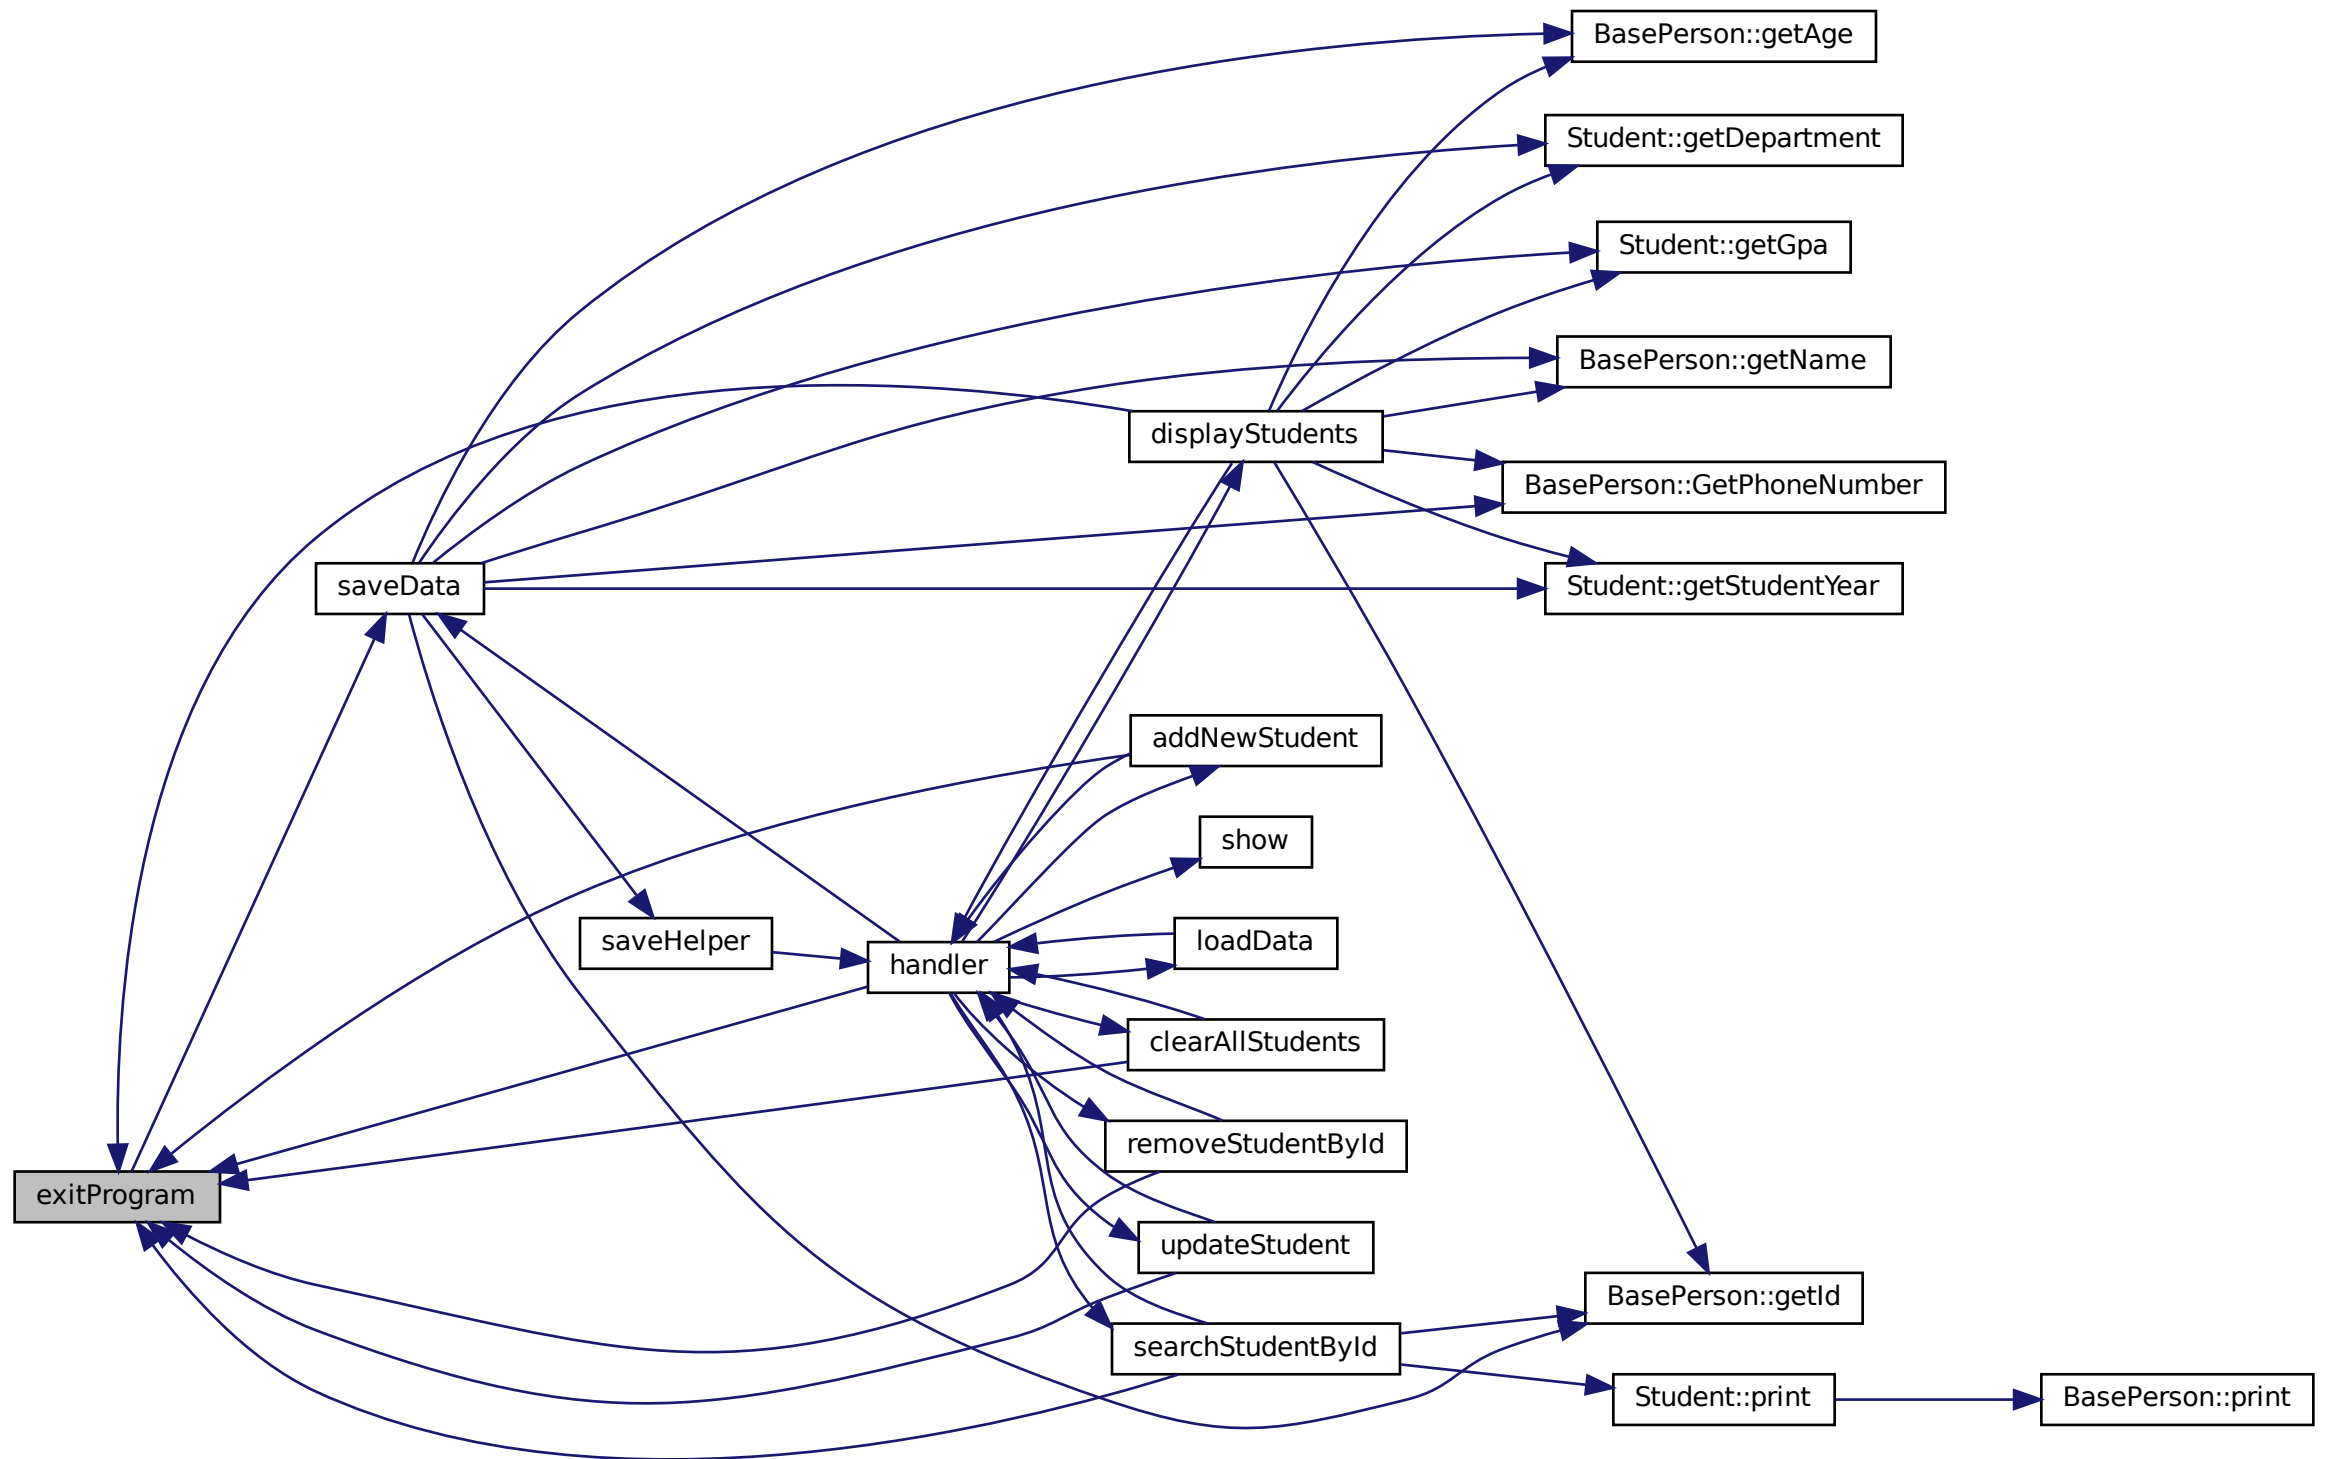 BasePerson::getAge
Student::getDepartment
Student::getGpa
BasePerson::getName
displayStudents
BasePerson::GetPhoneNumber
saveData
Student::getStudentYear
addNewStudent
show
saveHelper
loadData
handler
clearAllStudents
removeStudentById
exitProgram
updateStudent
BasePerson::getId
searchStudentById
Student::print
BasePerson::print